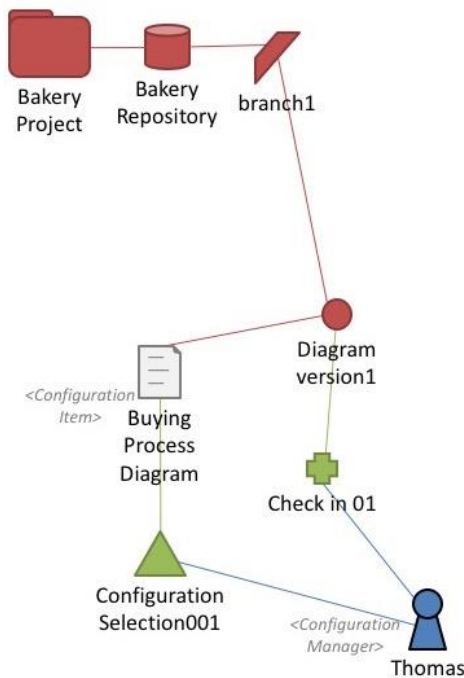 Bakery
Project
Bakery
Repository
branch1
Diagram
version1
<Configuration
Item>
Buying
Process
Diagram
Check in 01
Configuration
Selection001
<Configuration
Manager>
Thomas